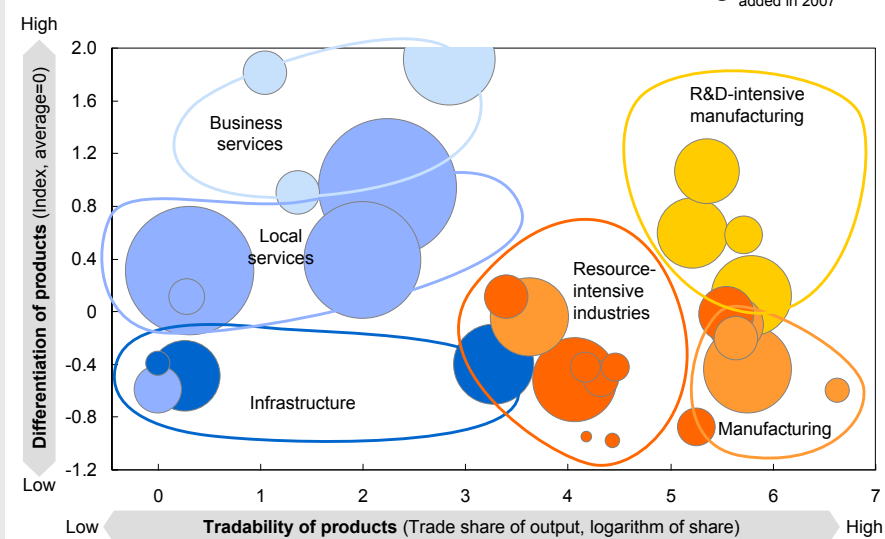 added in 2007
High
Differentiation of products (Index, average=0)
Low
2.0
1.6
1.2
0.8
0.4
0
-0.4
-0.8
-1.2
Business
services
Local
services
Infrastructure
Resource-
intensive
industries
R&D-intensive
manufacturing
Manufacturing
0 1 2 3 4 5 6 7
Low Tradability of products (Trade share of output, logarithm of share) High